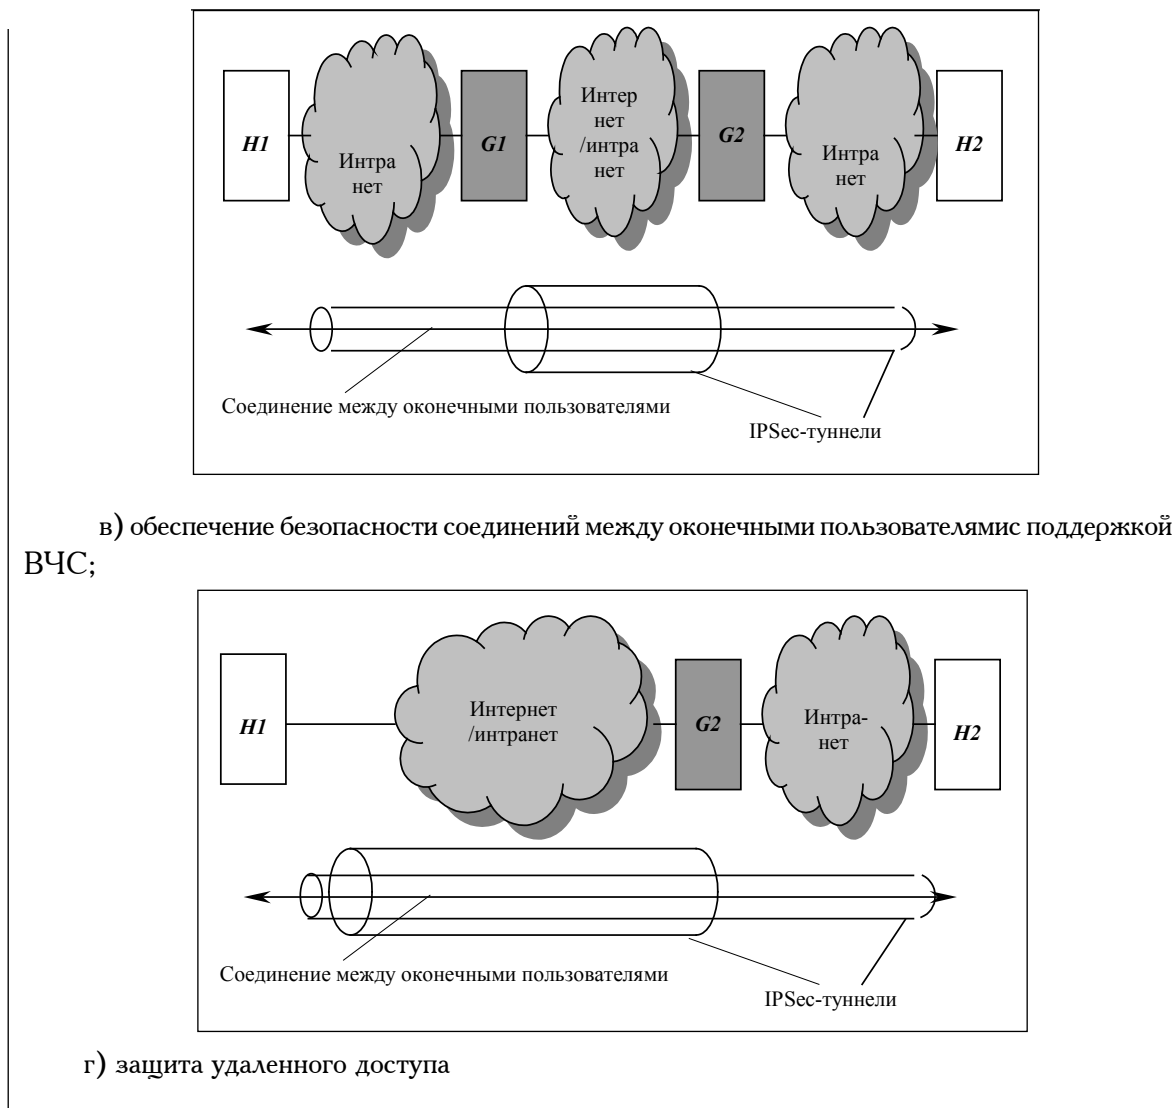 H1
Интра
нет
G1
Интер
нет
/интра
нет
G2
Интра
нет
H2
Соединение между оконечными пользователями
IPSec-туннели
в) обеспечение безопасности соединений между оконечными пользователямис поддержкой
ВЧС;
H1
Интернет
/интранет
G2
Интра-
нет
H2
Соединение между оконечными пользователями
IPSec-туннели
г) защита удаленного доступа